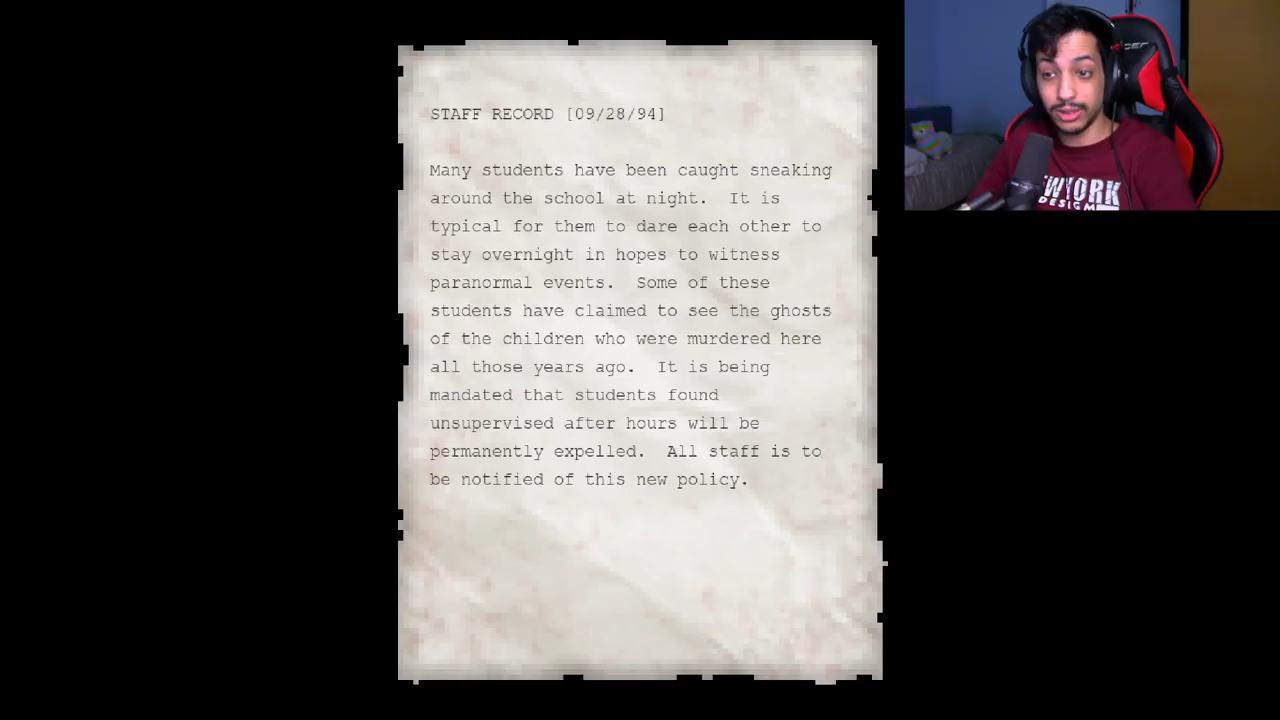 STAFF RECORD [09/28/94]
Many students have been caught sneaking
around the school at night.  It is
typical for them to dare each other to
stay overnight in hopes to witness
paranormal events.  Some of these
students have claimed to see the ghosts
of the children who were murdered here
all those years ago.  It is being
mandated that students found
unsupervised after hours will be
permanently expelled.  All staff is to
be notified of this new policy.
YORK
DESIGN